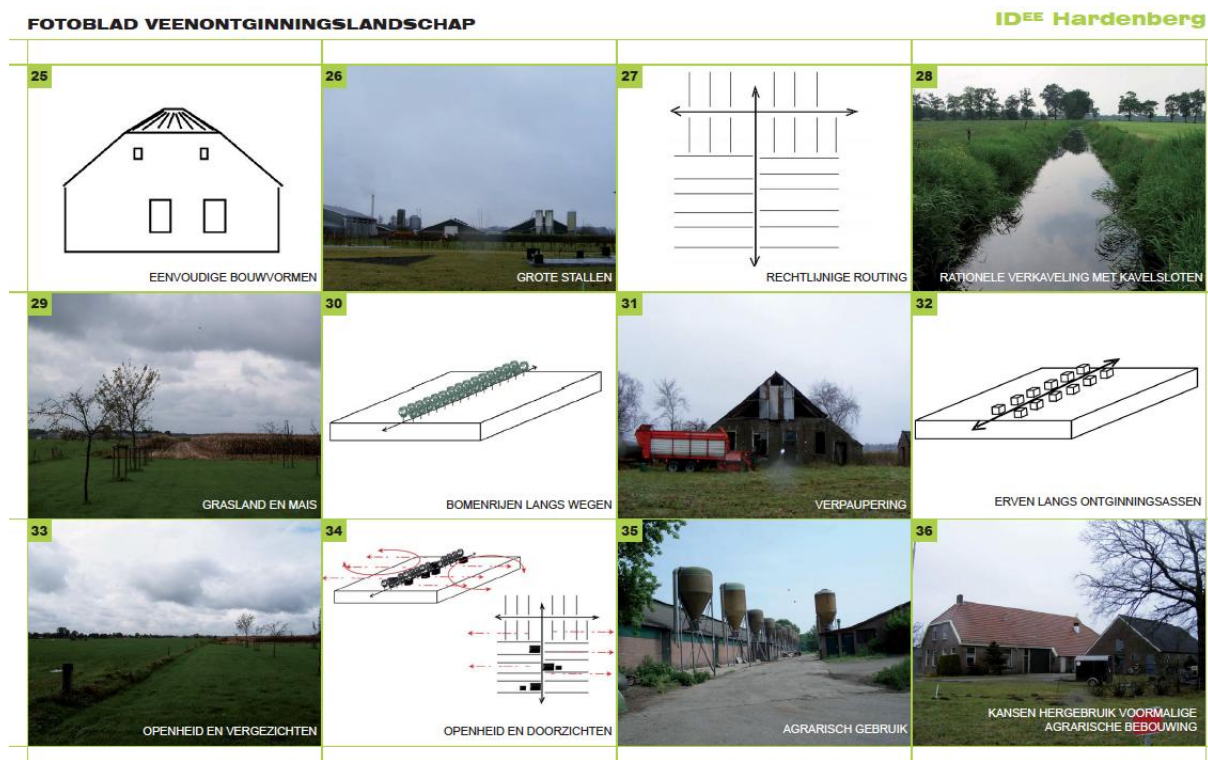 FOTOBLAD VEENONTGINNINGSLANDSCHAP
IDEE Hardenberg
25
EENVOUDIGE BOUWVORMEN
26
GROTE STALLEN
27
RECHTLIJNIGE ROUTING
28
RATIONELE VERKAVELING MET KAVELSLOTEN
29
GRASLAND EN MAIS
30
BOMENRIJEN LANGS WEGEN
31
VERPAUPERING
32
ERVEN LANGS ONTGINNINGSASSEN
33
OPENHEID EN VERGEZICHTEN
34
OPENHEID EN DOORZICHTEN
35
AGRARISCH GEBRUIK
36
KANSEN HERGEBRUIK VOORMALIGE
AGRARISCHE BEBOUWING